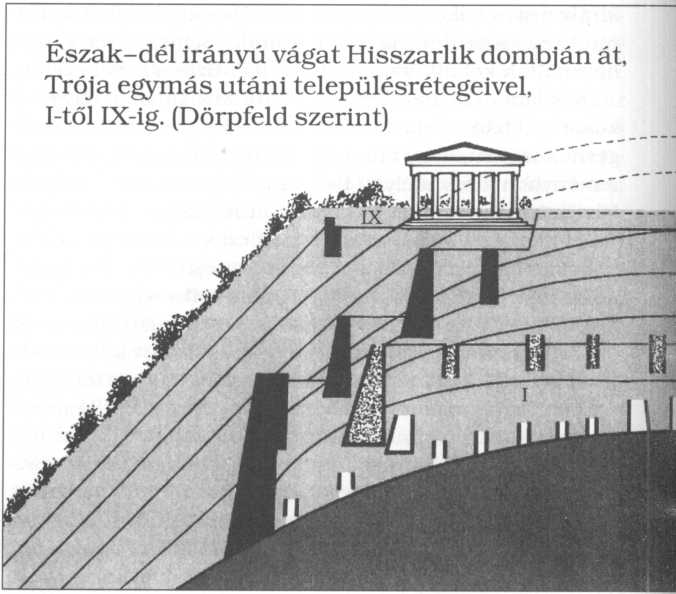 Észak–dél irányú vágat Hisszarlik dombján át,
Trója egymás utáni településrétegeivel,
I-től IX-ig. (Dörpfeld szerint)
IX
I